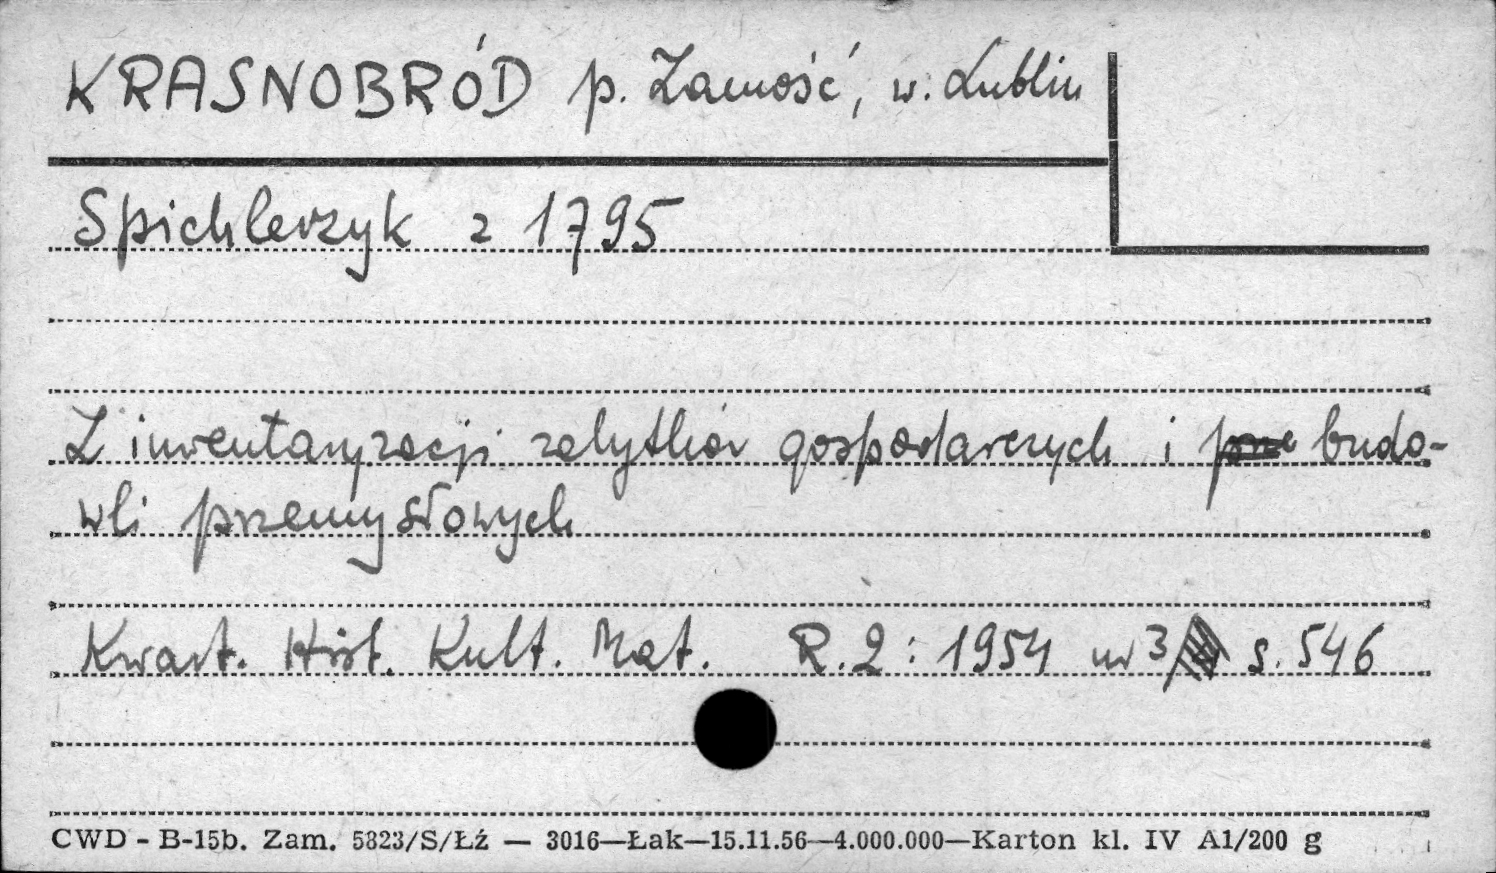 KRASNOBRÓD p. Zamość, w. Lublin
Spichlerzyk z 1795
Z inwentaryzacji zabytków gospodarczych i budo-
wli przemysłowych
Kwart. Hist. Kult. Mat. R.2: 1954 nr 3 s. 546
CWD - B-15b. Zam. 5823/S/Łź — 3016—Łak—15.11.56—4.000.000—Karton kl. IV A1/200 g